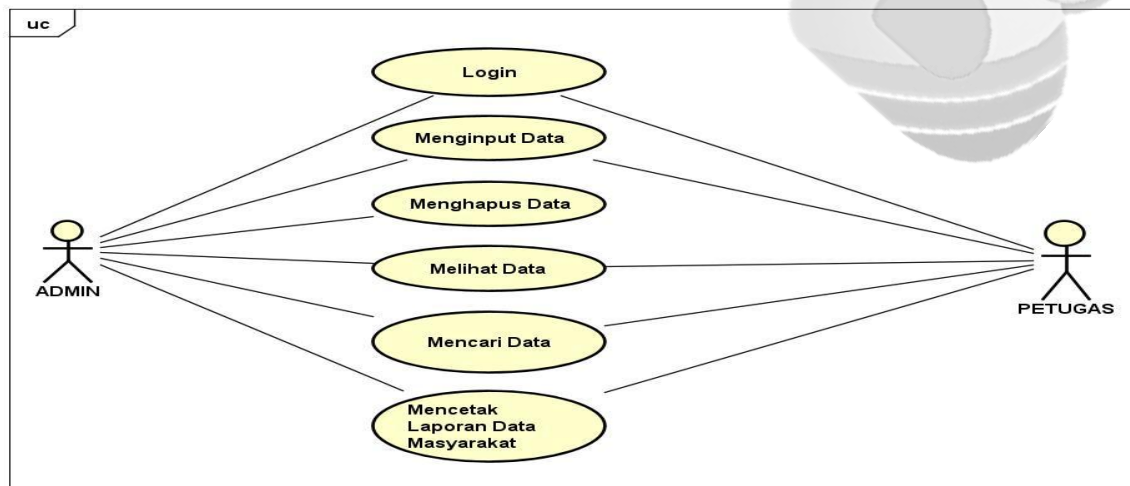 uc
Login
Menginput Data
Menghapus Data
Melihat Data
Mencari Data
Mencetak
Laporan Data
Masyarakat
ADMIN
PETUGAS